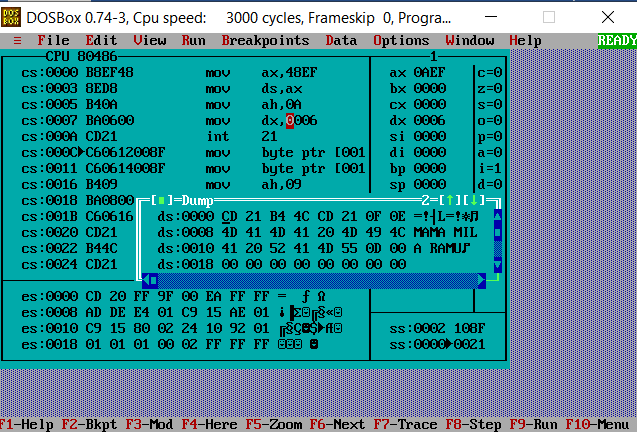 DOSBox 0.74-3, Cpu speed: 3000 cycles, Frameskip 0, Progra...
≡ File Edit View Run Breakpoints Data Options Window Help READY
CPU 80486 1
cs:0000 B8EF48 mov ax,48EF ax 0AEF c=0
cs:0003 8ED8 mov ds,ax bx 0000 z=0
cs:0005 B40A mov ah,0A cx 0000 s=0
cs:0007 BA0600 mov dx,0006 dx 0006 o=0
cs:000A CD21 int 21 si 0000 p=0
cs:000C►C60612008F mov byte ptr [001 di 0000 a=0
cs:0011 C60614008F mov byte ptr [001 bp 0000 i=1
cs:0016 B409 mov ah,09 sp 0000 d=0
cs:0018 BA0800
cs:001B C60616
cs:0020 CD21
cs:0022 B44C
cs:0024 CD21
[■]=Dump 2=[↑][↓]
ds:0000 CD 21 B4 4C CD 21 0F 0E =!┤L=!☼♫
ds:0008 4D 41 4D 41 20 4D 49 4C MAMA MIL
ds:0010 41 20 52 41 4D 55 0D 00 A RAMU♪
ds:0018 00 00 00 00 00 00 00 00
es:0000 CD 20 FF 9F 00 EA FF FF = ƒ Ω
es:0008 AD DE E4 01 C9 15 AE 01 ¡▐Σ☺╔§«☺
es:0010 C9 15 80 02 24 10 92 01 ╔§Ç☻$►Æ☺
es:0018 01 01 01 00 02 FF FF FF ☺☺☺ ☻
ss:0002 108F
ss:0000►0021
F1-Help F2-Bkpt F3-Mod F4-Here F5-Zoom F6-Next F7-Trace F8-Step F9-Run F10-Menu